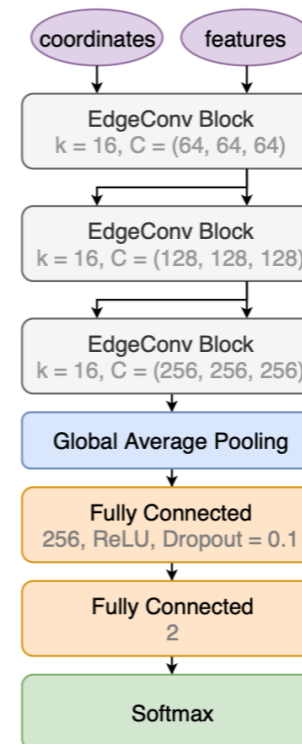 coordinates features
EdgeConv Block
k = 16, C = (64, 64, 64)
EdgeConv Block
k = 16, C = (128, 128, 128)
EdgeConv Block
k = 16, C = (256, 256, 256)
Global Average Pooling
Fully Connected
256, ReLU, Dropout = 0.1
Fully Connected
2
Softmax